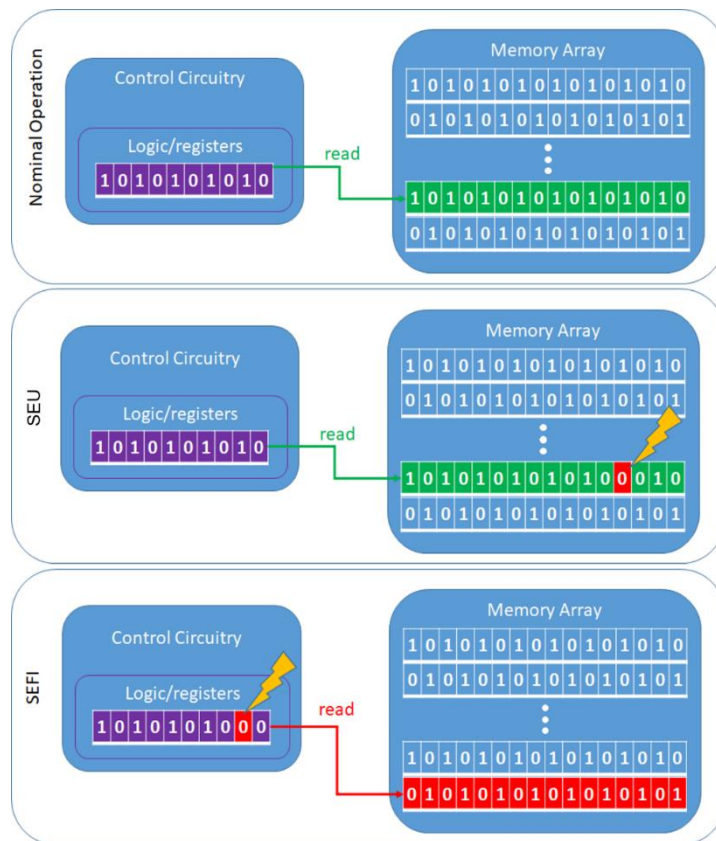 Nominal Operation
Control Circuitry
Logic/registers
1 0 1 0 1 0 1 0 1 0
read
Memory Array
1 0 1 0 1 0 1 0 1 0 1 0 1 0 1 0
0 1 0 1 0 1 0 1 0 1 0 1 0 1 0 1
1 0 1 0 1 0 1 0 1 0 1 0 1 0 1 0
0 1 0 1 0 1 0 1 0 1 0 1 0 1 0 1
SEU
Control Circuitry
Logic/registers
1 0 1 0 1 0 1 0 1 0
read
Memory Array
1 0 1 0 1 0 1 0 1 0 1 0 1 0 1 0
0 1 0 1 0 1 0 1 0 1 0 1 0 1 0 1
1 0 1 0 1 0 1 0 1 0 1 0 0 0 1 0
0 1 0 1 0 1 0 1 0 1 0 1 0 1 0 1
SEFI
Control Circuitry
Logic/registers
1 0 1 0 1 0 1 0 0 0
read
Memory Array
1 0 1 0 1 0 1 0 1 0 1 0 1 0 1 0
0 1 0 1 0 1 0 1 0 1 0 1 0 1 0 1
1 0 1 0 1 0 1 0 1 0 1 0 1 0 1 0
0 1 0 1 0 1 0 1 0 1 0 1 0 1 0 1